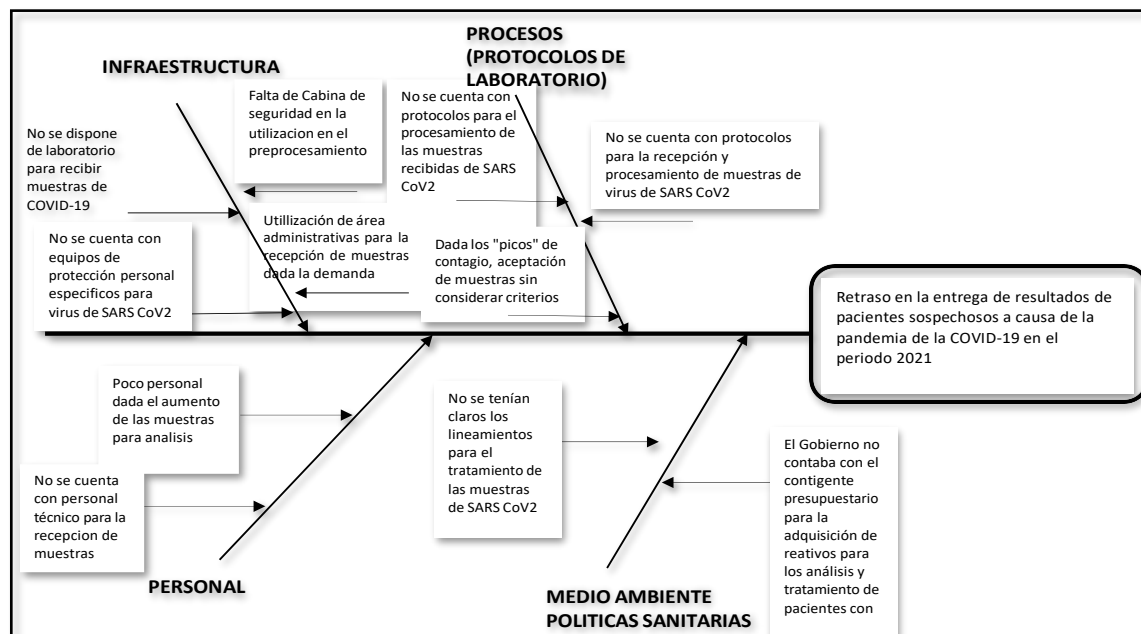 INFRAESTRUCTURA
PROCESOS
(PROTOCOLOS DE
LABORATORIO)
Falta de Cabina de
seguridad en la
utilizacion en el
preprocesamiento
No se cuenta con
protocolos para el
procesamiento de
las muestras
recibidas de SARS
CoV2
No se cuenta con protocolos
para la recepción y
procesamiento de muestras de
virus de SARS CoV2
No se dispone
de laboratorio
para recibir
muestras de
COVID-19
Utillización de área
administrativas para la
recepción de muestras
dada la demanda
Dada los "picos" de
contagio, aceptación
de muestras sin
considerar criterios
No se cuenta con
equipos de
protección personal
especificos para
virus de SARS CoV2
Retraso en la entrega de resultados de
pacientes sospechosos a causa de la
pandemia de la COVID-19 en el
periodo 2021
Poco personal
dada el aumento
de las muestras
para analisis
No se cuenta
con personal
técnico para la
recepcion de
muestras
No se tenían
claros los
lineamientos
para el
tratamiento de
las muestras
de SARS CoV2
El Gobierno no
contaba con el
contigente
presupuestario
para la
adquisición de
reativos para
los análisis y
tratamiento de
pacientes con
PERSONAL
MEDIO AMBIENTE
POLITICAS SANITARIAS